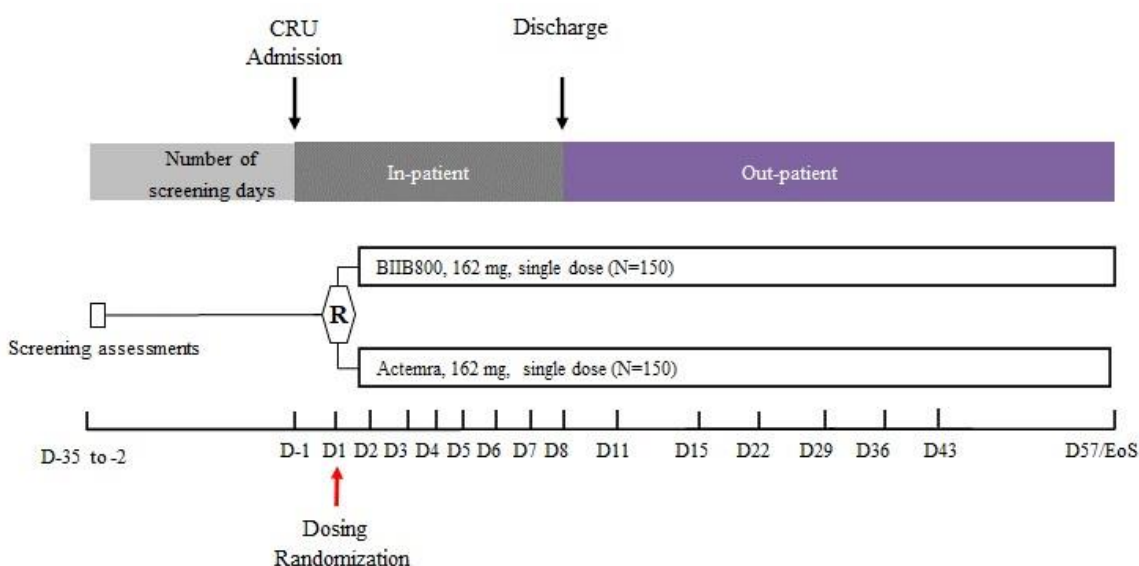 CRU
Admission
Discharge
Number of
screening days
In-patient
Out-patient
BIIB800, 162 mg, single dose (N=150)
R
Screening assessments
Actemra, 162 mg, single dose (N=150)
D-35 to -2 D-1 D1 D2 D3 D4 D5 D6 D7 D8 D11 D15 D22 D29 D36 D43 D57/EoS
Dosing
Randomization